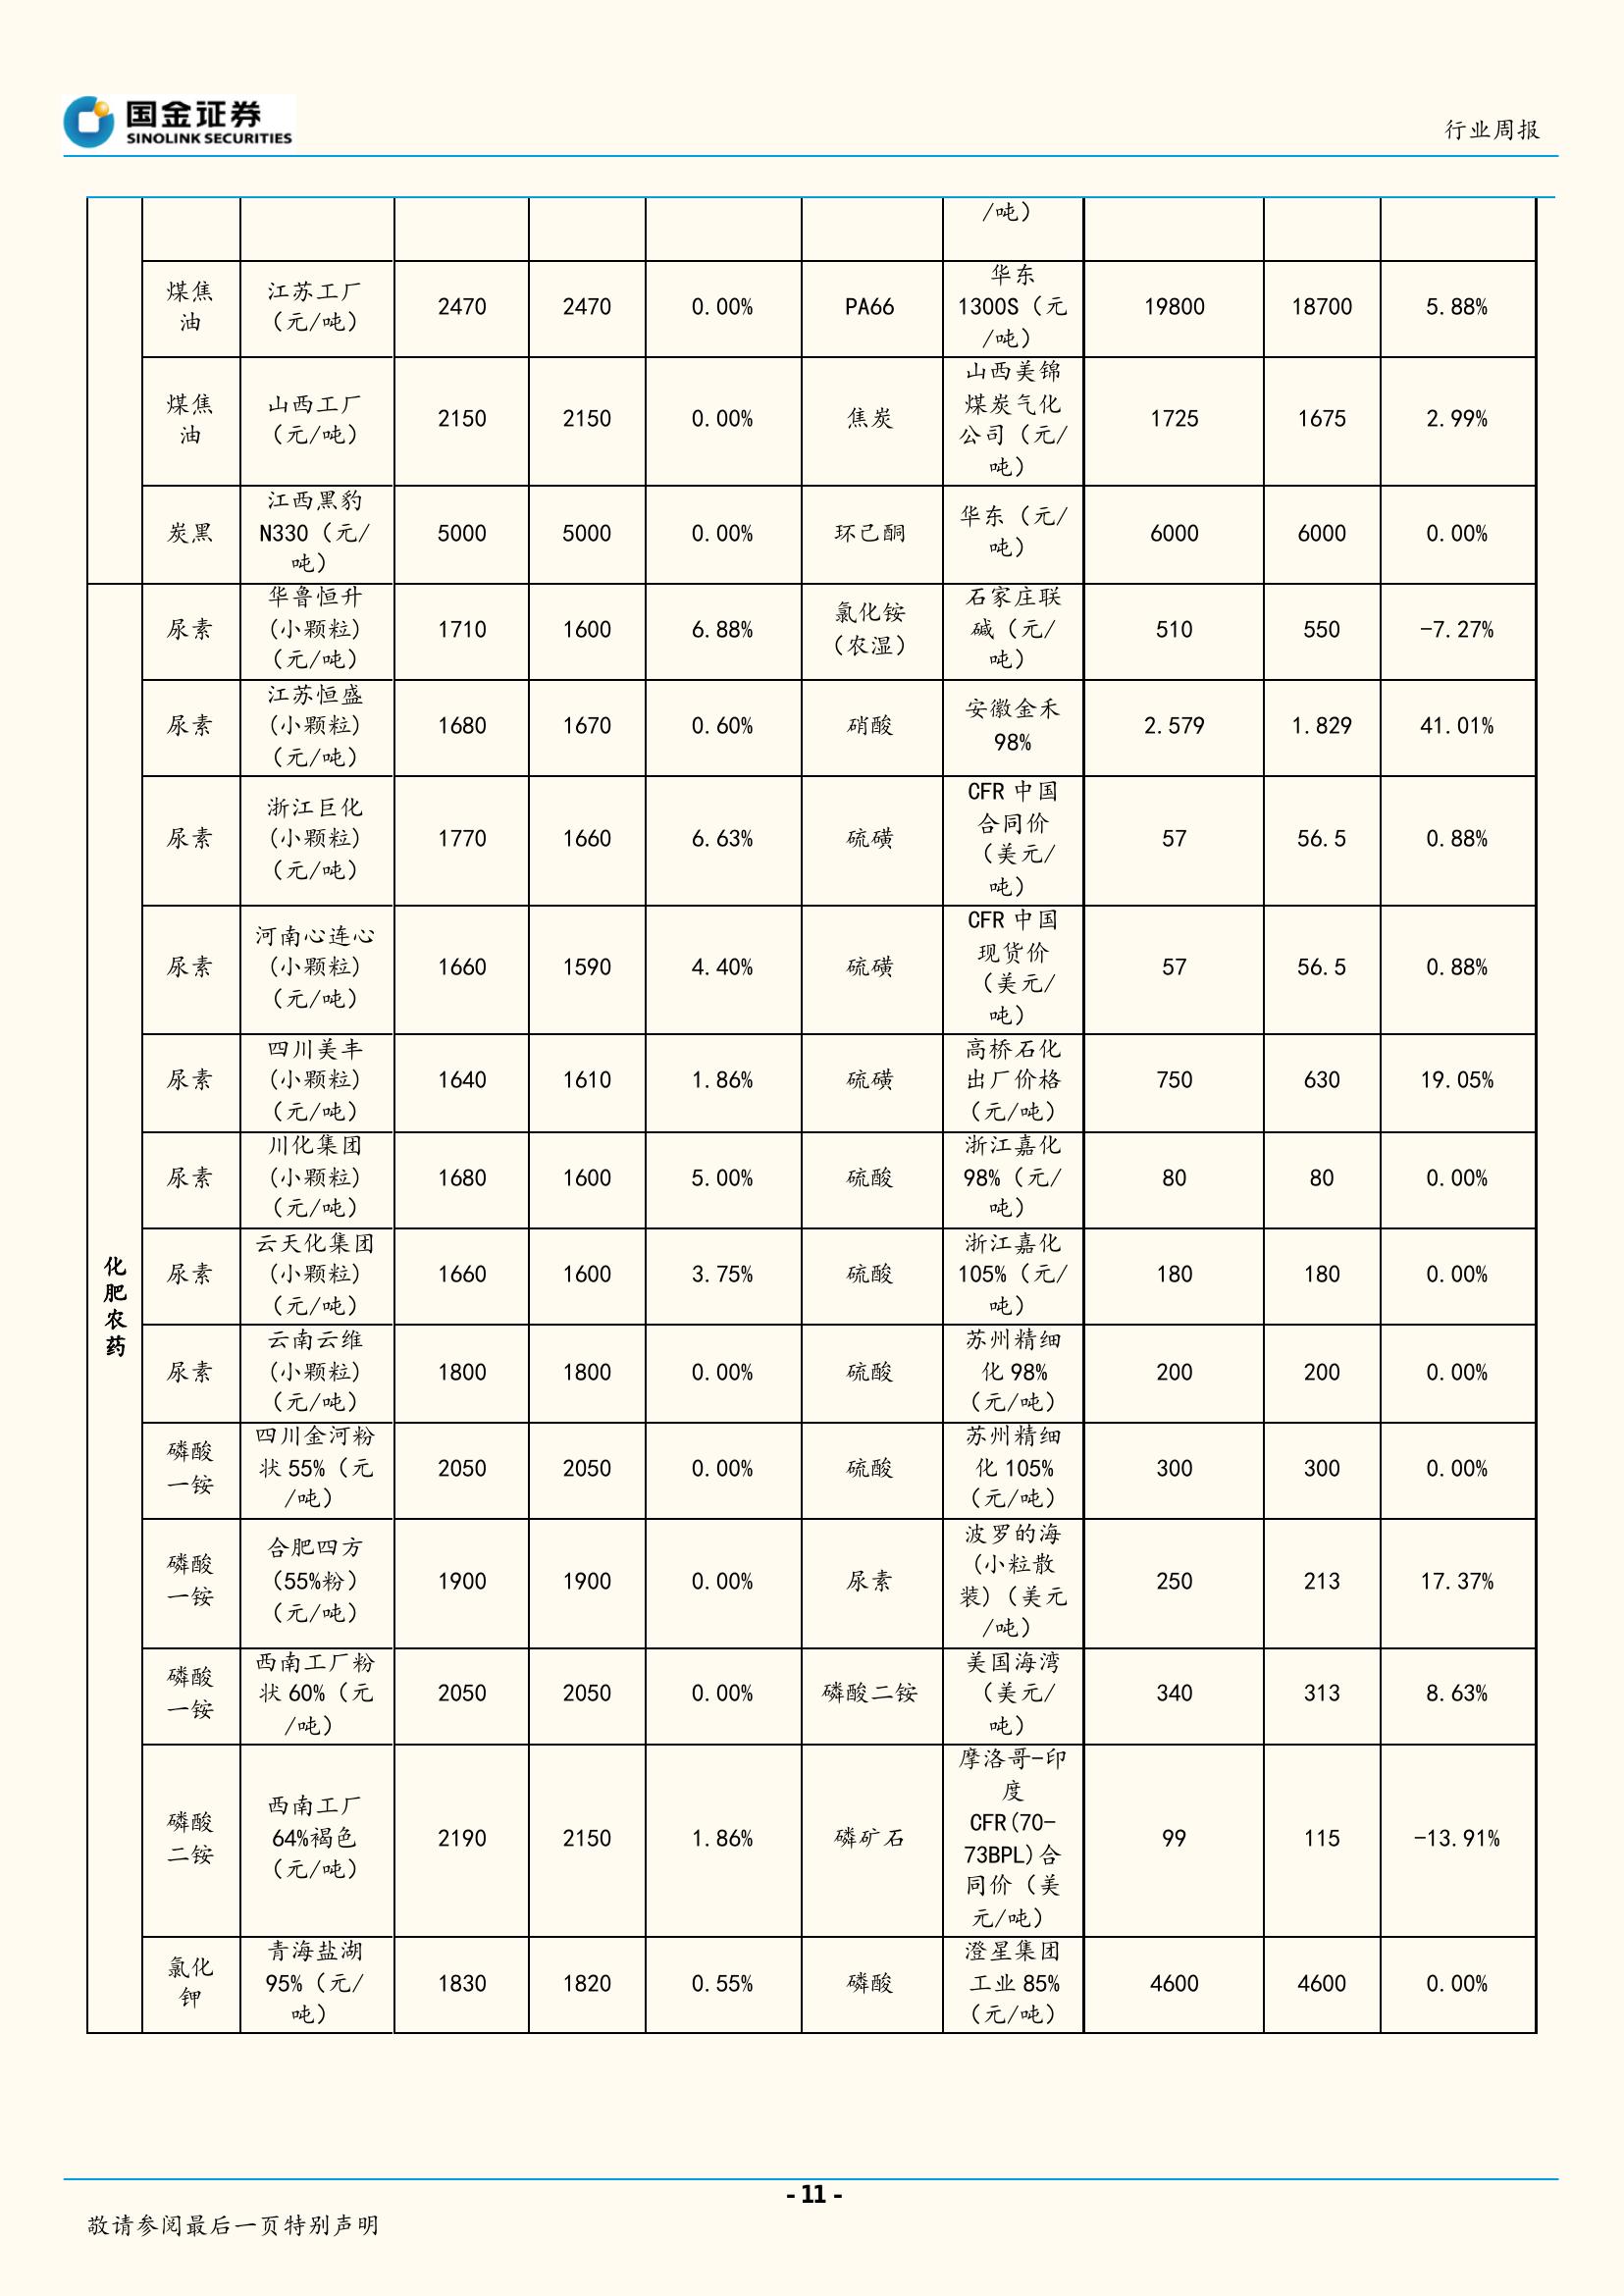 国金证券
SINOLINK SECURITIES
行业周报
/吨）
煤焦
油
江苏工厂
（元/吨）
2470
2470
0.00%
PA66
华东
1300S（元
/吨）
19800
18700
5.88%
煤焦
油
山西工厂
（元/吨）
2150
2150
0.00%
焦炭
山西美锦
煤炭气化
公司（元/
吨）
1725
1675
2.99%
炭黑
江西黑豹
N330（元/
吨）
5000
5000
0.00%
环己酮
华东（元/
吨）
6000
6000
0.00%
化
肥
农
药
尿素
华鲁恒升
(小颗粒)
（元/吨）
1710
1600
6.88%
氯化铵
（农湿）
石家庄联
碱（元/
吨）
510
550
-7.27%
尿素
江苏恒盛
(小颗粒)
（元/吨）
1680
1670
0.60%
硝酸
安徽金禾
98%
2.579
1.829
41.01%
尿素
浙江巨化
(小颗粒)
（元/吨）
1770
1660
6.63%
硫磺
CFR 中国
合同价
（美元/
吨）
57
56.5
0.88%
尿素
河南心连心
(小颗粒)
（元/吨）
1660
1590
4.40%
硫磺
CFR 中国
现货价
（美元/
吨）
57
56.5
0.88%
尿素
四川美丰
(小颗粒)
（元/吨）
1640
1610
1.86%
硫磺
高桥石化
出厂价格
（元/吨）
750
630
19.05%
尿素
川化集团
(小颗粒)
（元/吨）
1680
1600
5.00%
硫酸
浙江嘉化
98%（元/
吨）
80
80
0.00%
尿素
云天化集团
(小颗粒)
（元/吨）
1660
1600
3.75%
硫酸
浙江嘉化
105%（元/
吨）
180
180
0.00%
尿素
云南云维
(小颗粒)
（元/吨）
1800
1800
0.00%
硫酸
苏州精细
化 98%
（元/吨）
200
200
0.00%
磷酸
一铵
四川金河粉
状 55%（元
/吨）
2050
2050
0.00%
硫酸
苏州精细
化 105%
（元/吨）
300
300
0.00%
磷酸
一铵
合肥四方
（55%粉）
（元/吨）
1900
1900
0.00%
尿素
波罗的海
(小粒散
装)（美元
/吨）
250
213
17.37%
磷酸
一铵
西南工厂粉
状 60%（元
/吨）
2050
2050
0.00%
磷酸二铵
美国海湾
（美元/
吨）
340
313
8.63%
磷酸
二铵
西南工厂
64%褐色
（元/吨）
2190
2150
1.86%
磷矿石
摩洛哥-印
度
CFR(70-
73BPL)合
同价（美
元/吨）
99
115
-13.91%
氯化
钾
青海盐湖
95%（元/
吨）
1830
1820
0.55%
磷酸
澄星集团
工业 85%
（元/吨）
4600
4600
0.00%
- 11 -
敬请参阅最后一页特别声明